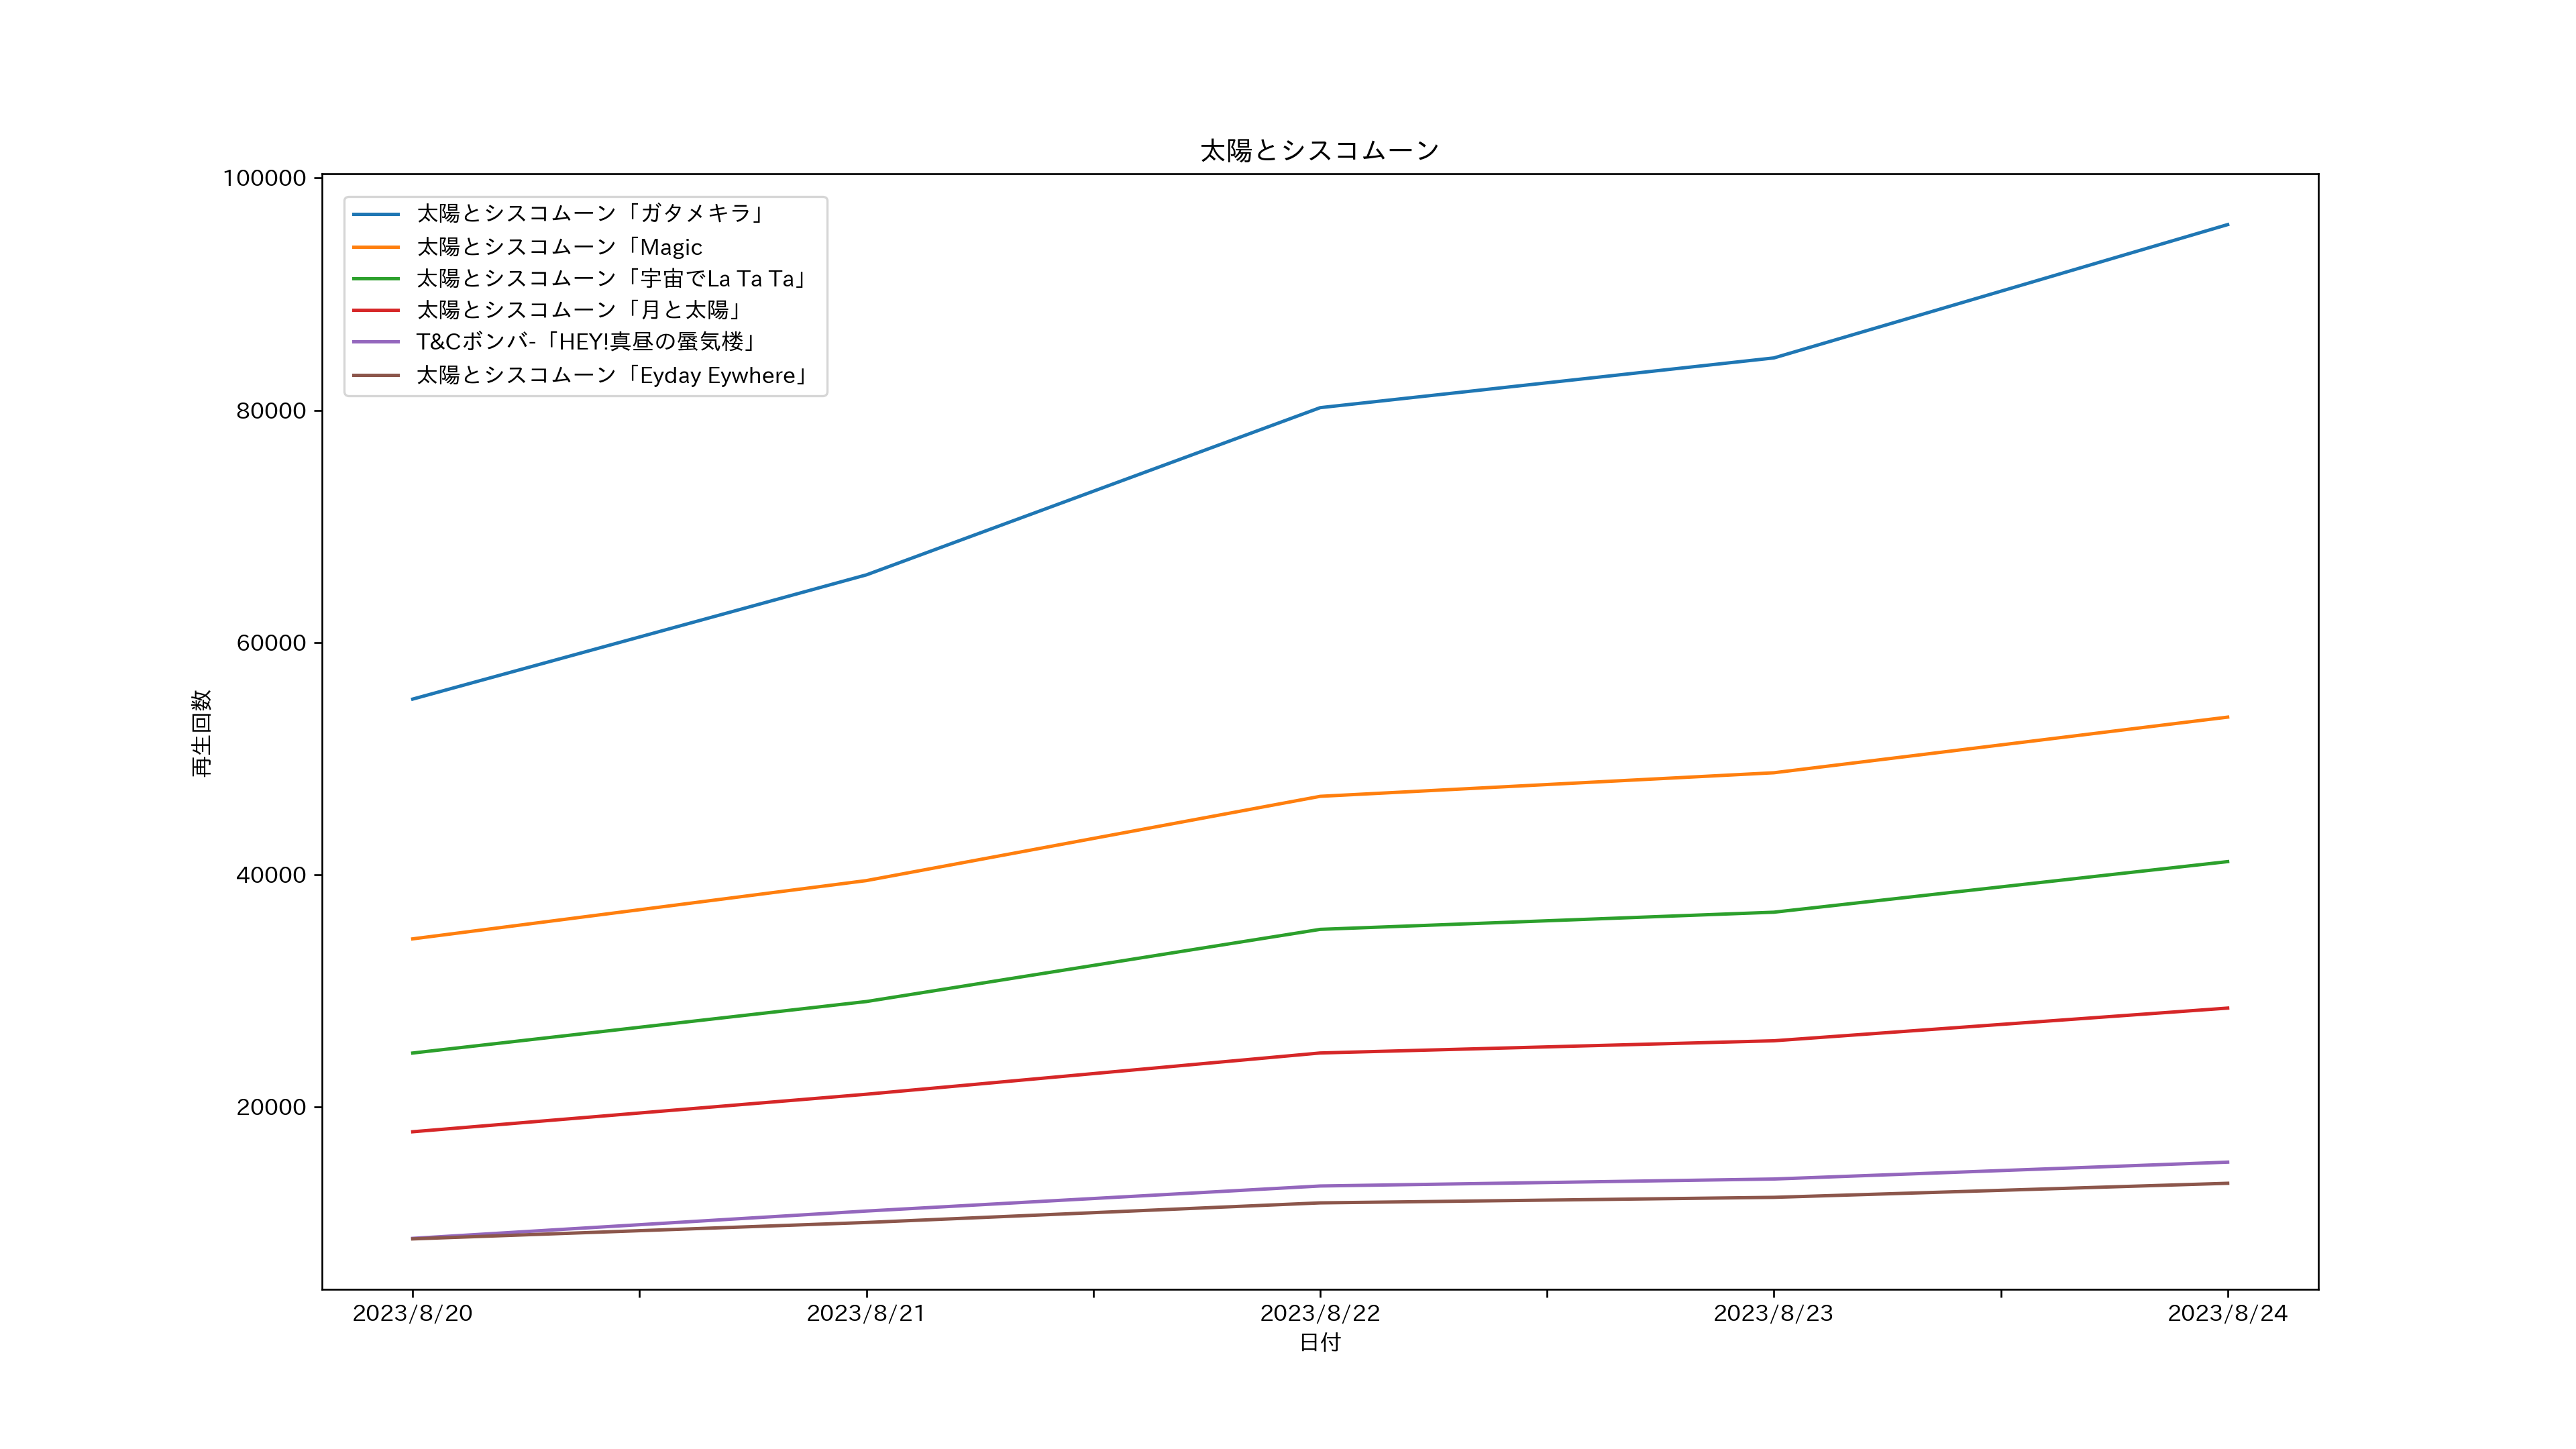 太陽とシスコムーン
100000
80000
60000
40000
20000
再生回数
太陽とシスコムーン「ガタメキラ」
太陽とシスコムーン「Magic
太陽とシスコムーン「宇宙でLa Ta Ta」
太陽とシスコムーン「月と太陽」
T&Cボンバ-「HEY!真昼の蜃気楼」
太陽とシスコムーン「Eyday Eywhere」
2023/8/20 2023/8/21 2023/8/22 2023/8/23 2023/8/24
日付